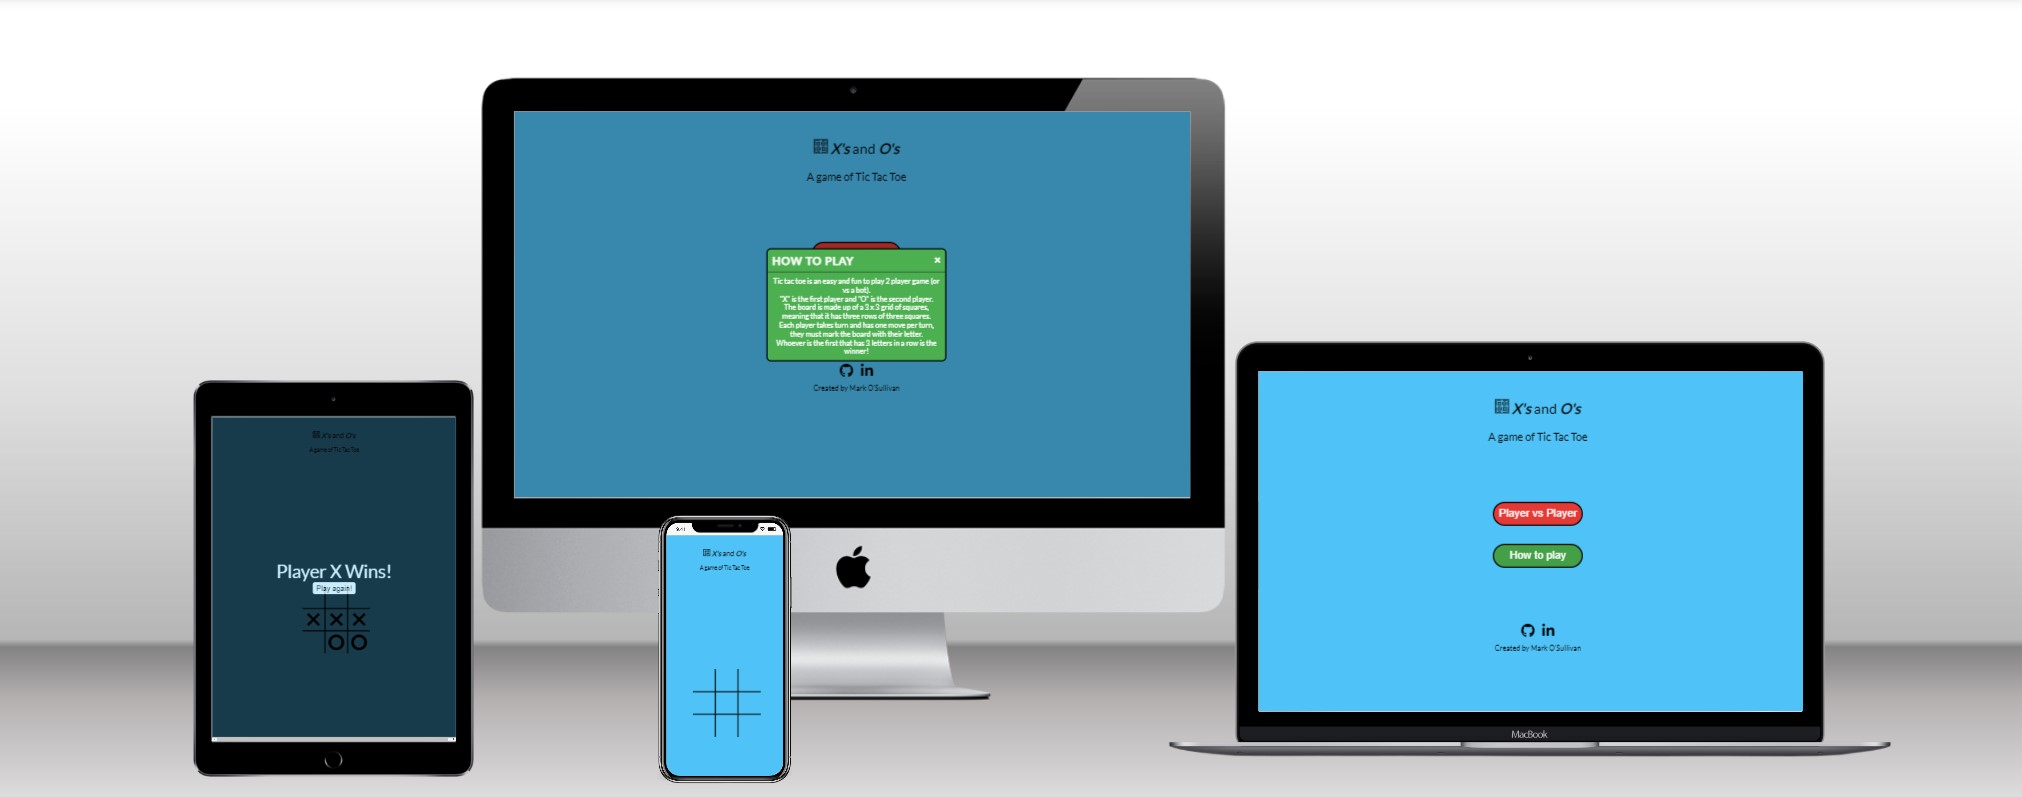 X's and O's
A game of Tic Tac Toe
HOW TO PLAY ×
Tic tac toe is an easy and fun to play 2 player game (or
vs a bot).
"X" is the first player and "O" is the second player.
The board is made up of a 3 x 3 grid of squares,
meaning that it has three rows of three squares.
Each player takes turn and has one move per turn,
they must mark the board with their letter.
Whoever is the first that has 3 letters in a row is the
winner!
in
Created by Mark O'Sullivan
X's and O's
A game of Tic Tac Toe
Player X Wins!
Play again!
X X X
O O
9:41
X's and O's
A game of Tic Tac Toe
X's and O's
A game of Tic Tac Toe
Player vs Player
How to play
in
Created by Mark O'Sullivan
MacBook